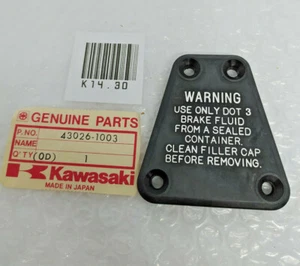 K14.30
GENUINE PARTS
P.NO. 43026-1003
NAME
Q'TY(OD) 1
Kawasaki
MADE IN JAPAN
WARNING
USE ONLY DOT 3
BRAKE FLUID
FROM A SEALED
CONTAINER.
CLEAN FILLER CAP
BEFORE REMOVING.